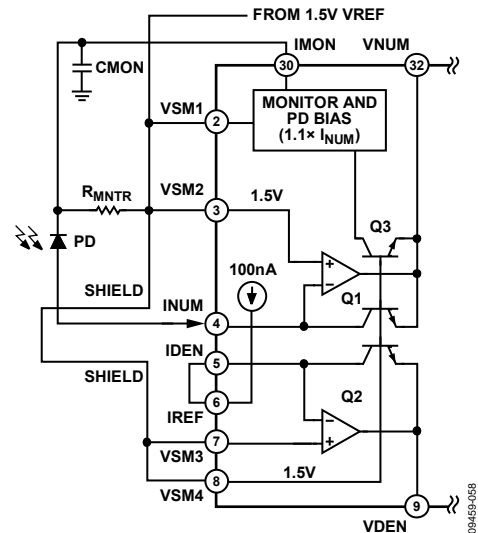 FROM 1.5V VREF
IMON
VNUM
30
32
CMON
MONITOR AND
PD BIAS
(1.1× INUM)
VSM1
2
RMNTR
VSM2
3
1.5V
Q3
PD
100nA
SHIELD
INUM
4
+
−
Q1
IDEN
5
SHIELD
IREF
6
−
+
Q2
VSM3
7
8
1.5V
VSM4
9
VDEN
09459-058